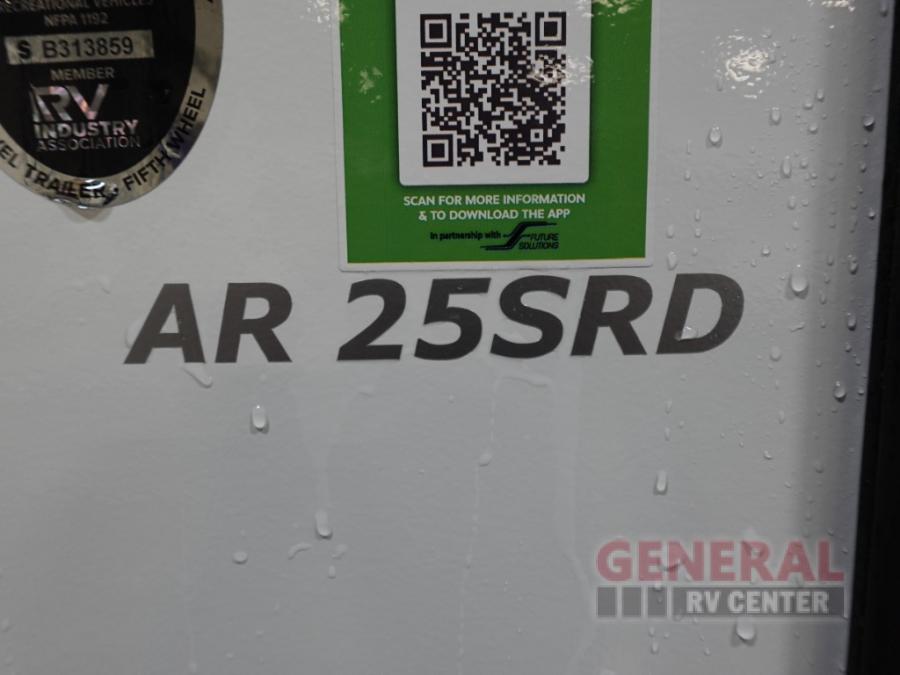 RECREATIONAL VEHICLES
NFPA 1192
S B313859
MEMBER
RV
INDUSTRY
ASSOCIATION
TRAILER • FIFTH WHEEL
SCAN FOR MORE INFORMATION
& TO DOWNLOAD THE APP
In partnership with FUTURE
SOLUTIONS
AR 25SRD
GENERAL
RV CENTER